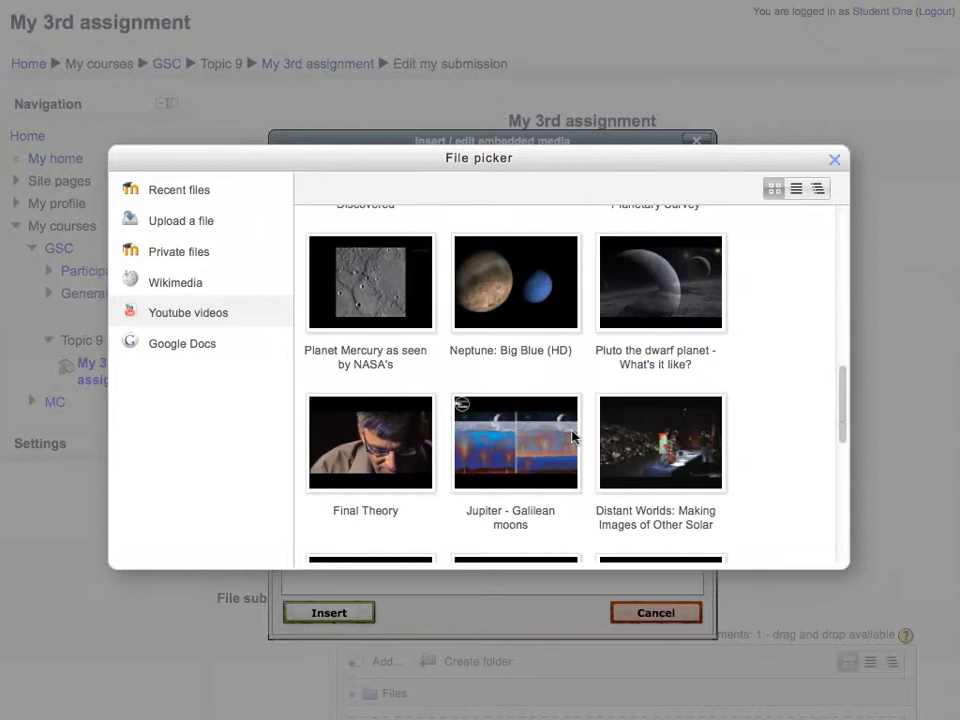 My 3rd assignment
You are logged in as Student One (Logout)
Home My courses GSC Topic 9 My 3rd assignment Edit my submission
Navigation
My 3rd assignment
Insert / edit embedded media
File picker
Home
My home
Site pages
My profile
My courses
GSC
Particip
General
Topic 9
My 3
assig
MC
Settings
Recent files
Upload a file
Private files
Wikimedia
Youtube videos
Google Docs
Discovered
Planetary Survey
Planet Mercury as seen
by NASA's
Neptune: Big Blue (HD)
Pluto the dwarf planet -
What's it like?
Final Theory
Jupiter - Galilean
moons
Distant Worlds: Making
Images of Other Solar
File sub
Insert
Cancel
ments: 1 - drag and drop available
Add...
Create folder
Files